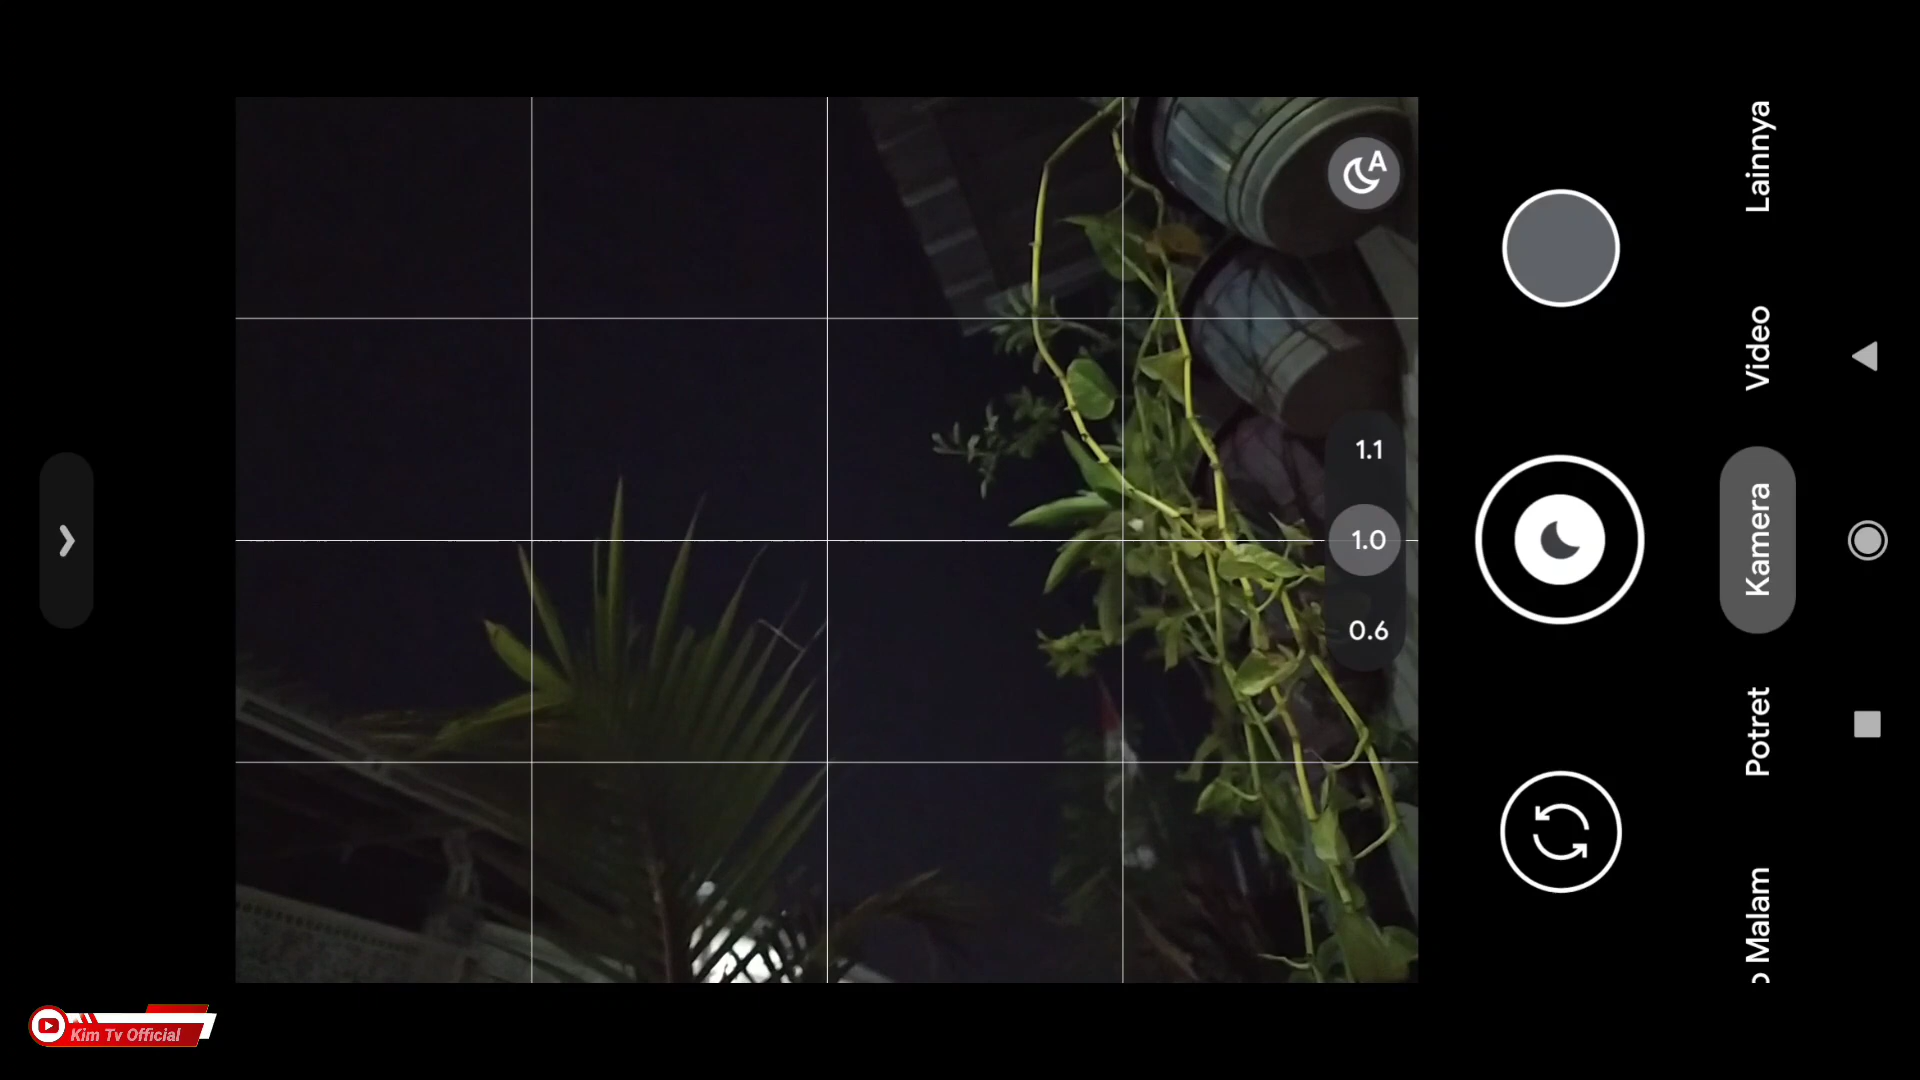 A
1.1
1.0
0.6
Lainnya
Video
Kamera
Potret
o Malam
Kim Tv Official